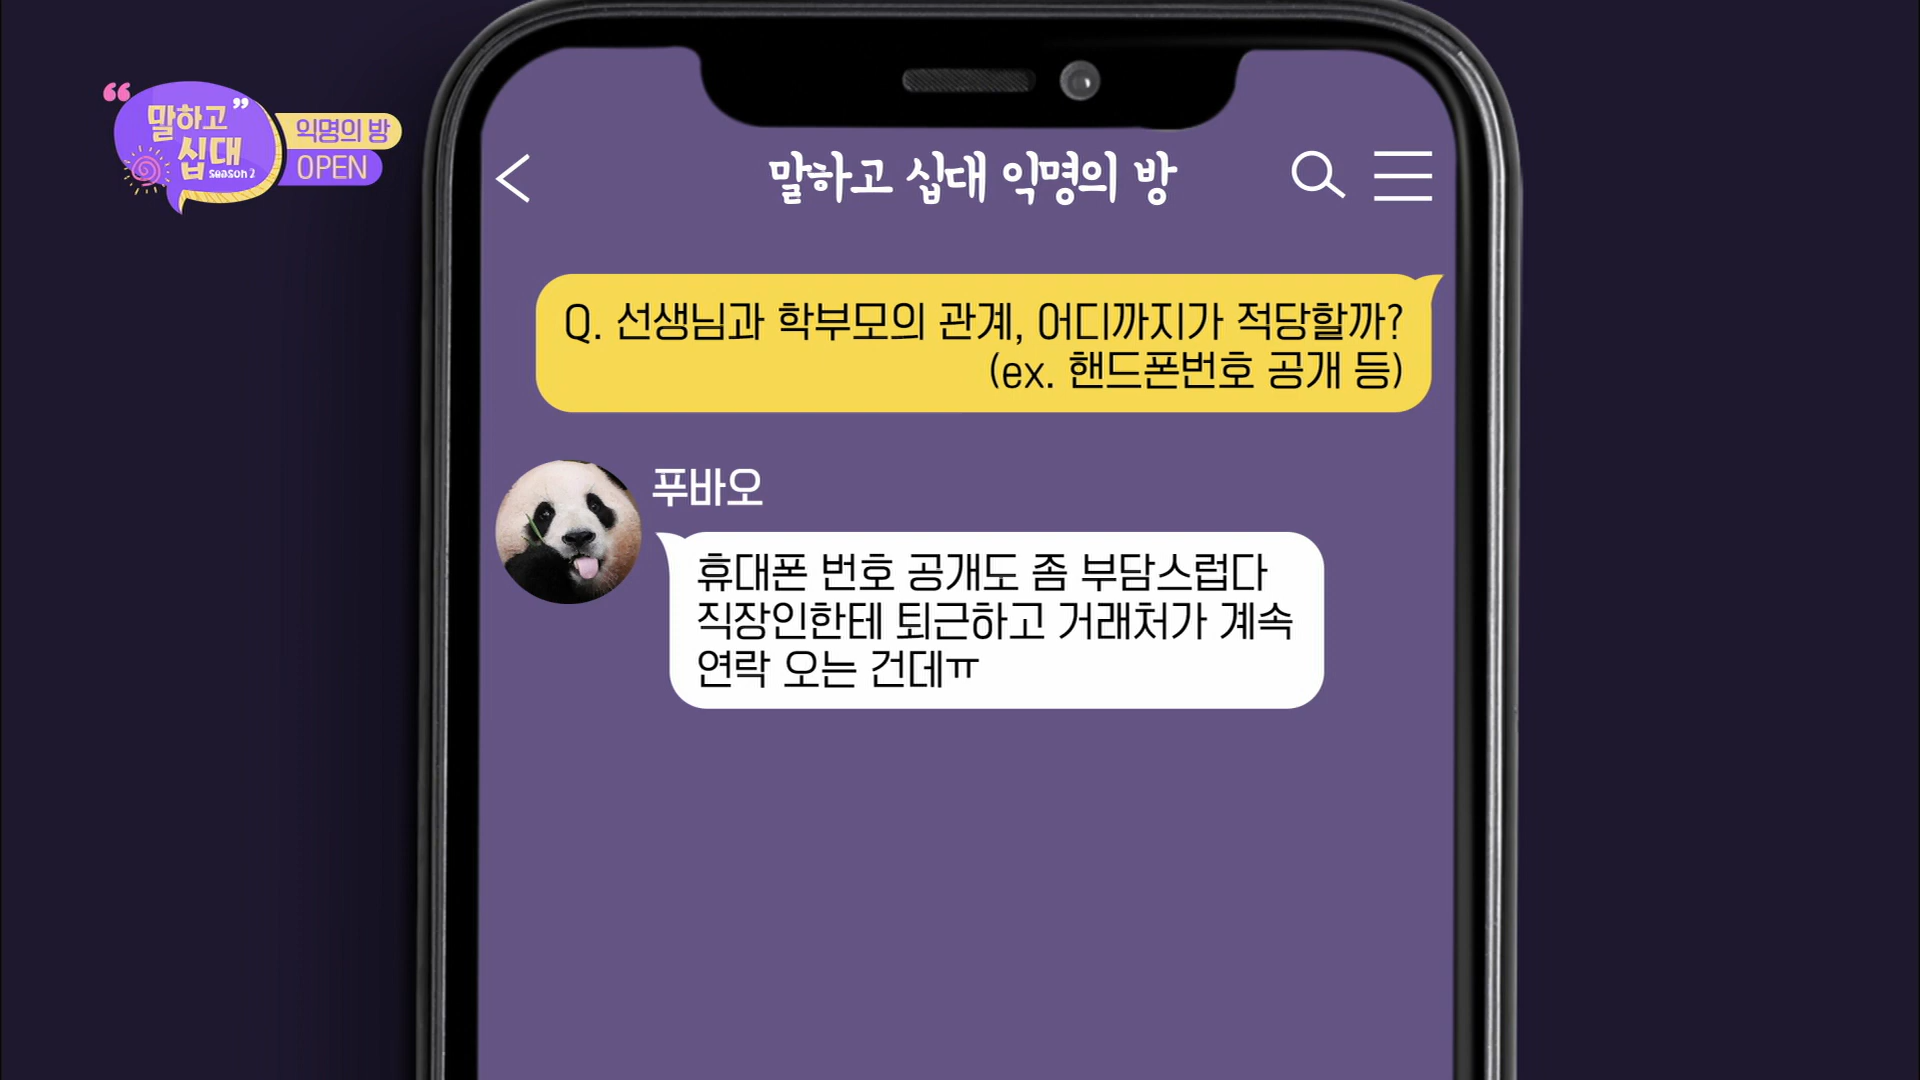 “말하고”
십대
season 2
익명의 방
OPEN
말하고 십대 익명의 방
Q. 선생님과 학부모의 관계, 어디까지가 적당할까?
(ex. 핸드폰번호 공개 등)
푸바오
휴대폰 번호 공개도 좀 부담스럽다
직장인한테 퇴근하고 거래처가 계속
연락 오는 건데ㅠ